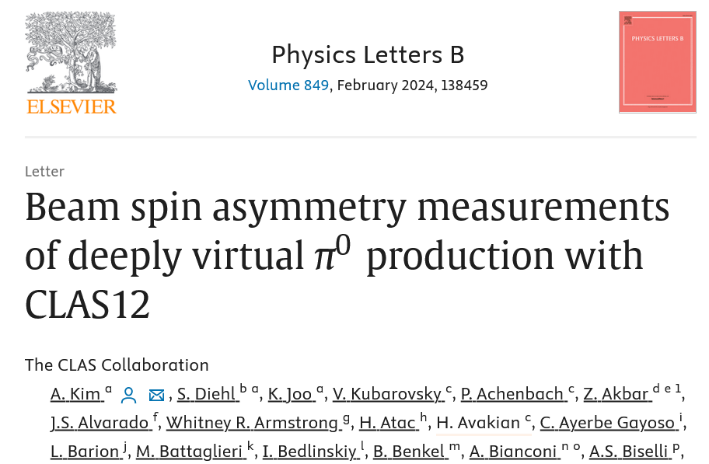 Physics Letters B
Volume 849, February 2024, 138459
ELSEVIER
PHYSICS LETTERS B
Letter
Beam spin asymmetry measurements
of deeply virtual π⁰ production with
CLAS12
The CLAS Collaboration
A. Kim ᵃ, S. Diehl ᵇ ᵃ, K. Joo ᵃ, V. Kubarovsky ᶜ, P. Achenbach ᶜ, Z. Akbar ᵈ ᵉ ¹,
J.S. Alvarado ᶠ, Whitney R. Armstrong ᵍ, H. Atac ʰ, H. Avakian ᶜ, C. Ayerbe Gayoso ⁱ,
L. Barion ʲ, M. Battaglieri ᵏ, I. Bedlinskiy ˡ, B. Benkel ᵐ, A. Bianconi ⁿ ᵒ, A.S. Biselli ᵖ,